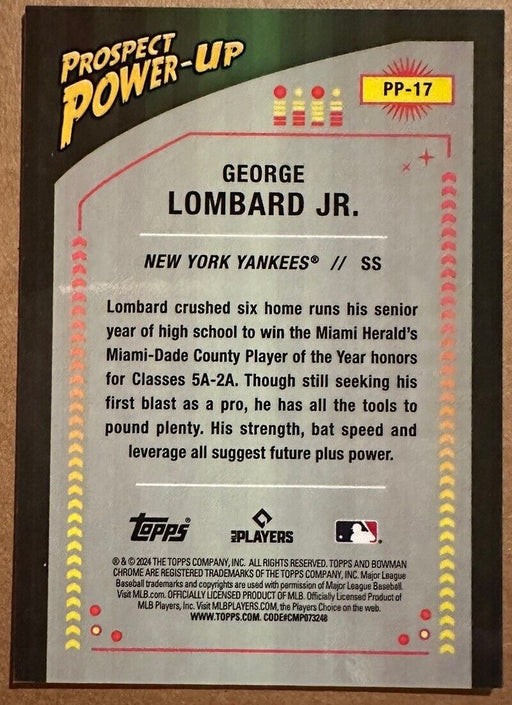 PROSPECT
POWER-UP
PP-17
GEORGE
LOMBARD JR.
NEW YORK YANKEES® // SS
Lombard crushed six home runs his senior
year of high school to win the Miami Herald's
Miami-Dade County Player of the Year honors
for Classes 5A-2A. Though still seeking his
first blast as a pro, he has all the tools to
pound plenty. His strength, bat speed and
leverage all suggest future plus power.
topps® MLB PLAYERS
® & © 2024 THE TOPPS COMPANY, INC. ALL RIGHTS RESERVED. TOPPS AND BOWMAN
CHROME ARE REGISTERED TRADEMARKS OF THE TOPPS COMPANY, INC. Major League
Baseball trademarks and copyrights are used with permission of Major League Baseball.
Visit MLB.com. OFFICIALLY LICENSED PRODUCT OF MLB. Officially Licensed Product of
MLB Players, Inc. Visit MLBPLAYERS.COM, the Players Choice on the web.
WWW.TOPPS.COM. CODE#CMP073248